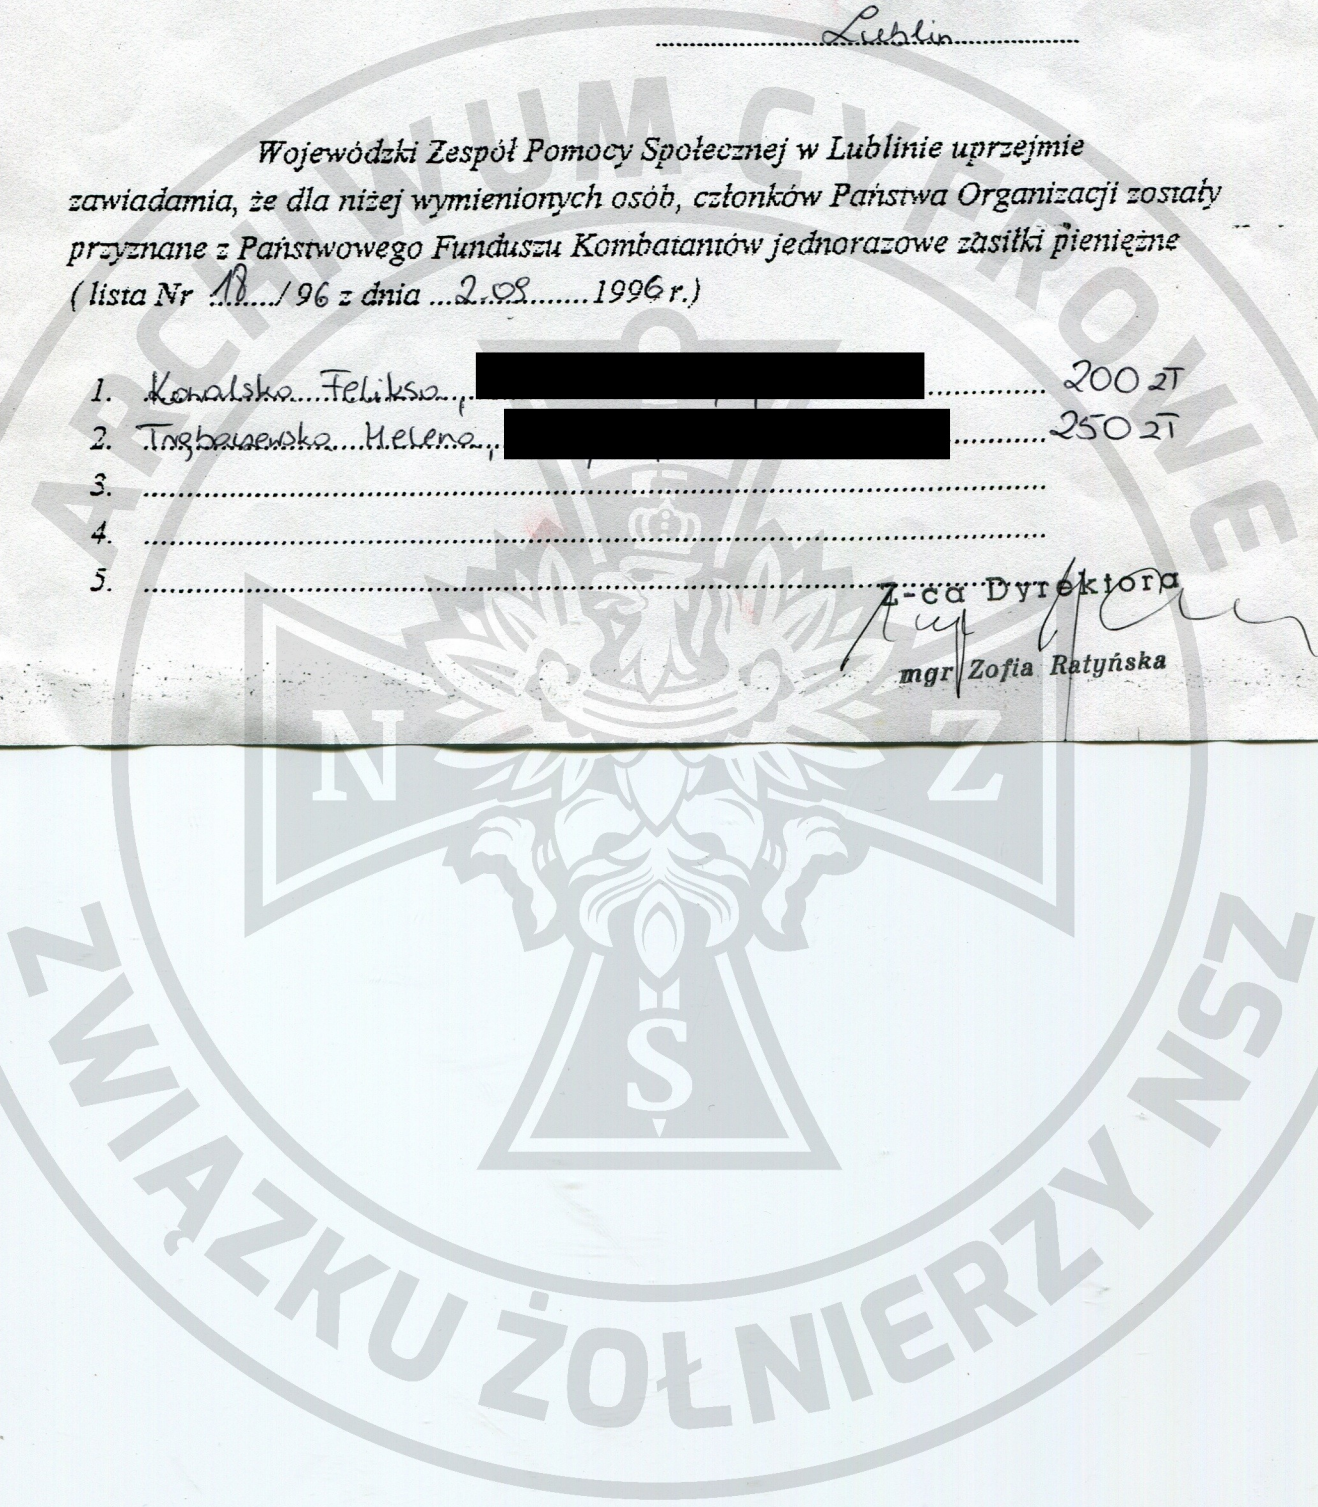 Lublin
Wojewódzki Zespół Pomocy Społecznej w Lublinie uprzejmie
zawiadamia, że dla niżej wymienionych osób, członków Państwa Organizacji zostały
przyznane z Państwowego Funduszu Kombatantów jednorazowe zasiłki pieniężne
( lista Nr .18..../ 96 z dnia ...2.09........1996 r.)
1. Kowalska Feliksa, 200 zł
2. Helena, 250 zł
3.
4.
5.
Z-ca Dyrektora
mgr Zofia Ratyńska
ARCHIWUM CYFROWE
N Z
S
ZWIĄZKU ŻOŁNIERZY NSZ